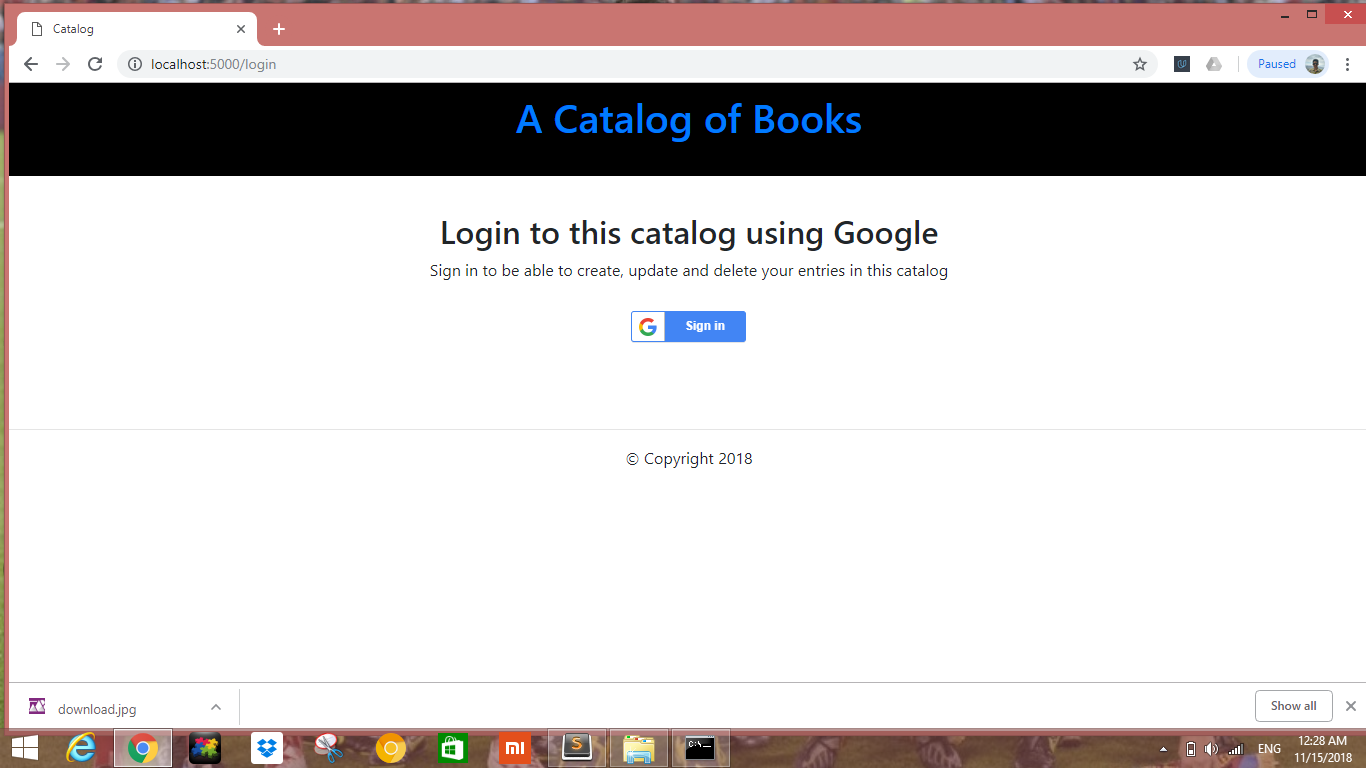 Catalog
localhost:5000/login
Paused
A Catalog of Books
Login to this catalog using Google
Sign in to be able to create, update and delete your entries in this catalog
Sign in
© Copyright 2018
download.jpg
Show all
mi
S
C:\_
ENG
12:28 AM
11/15/2018